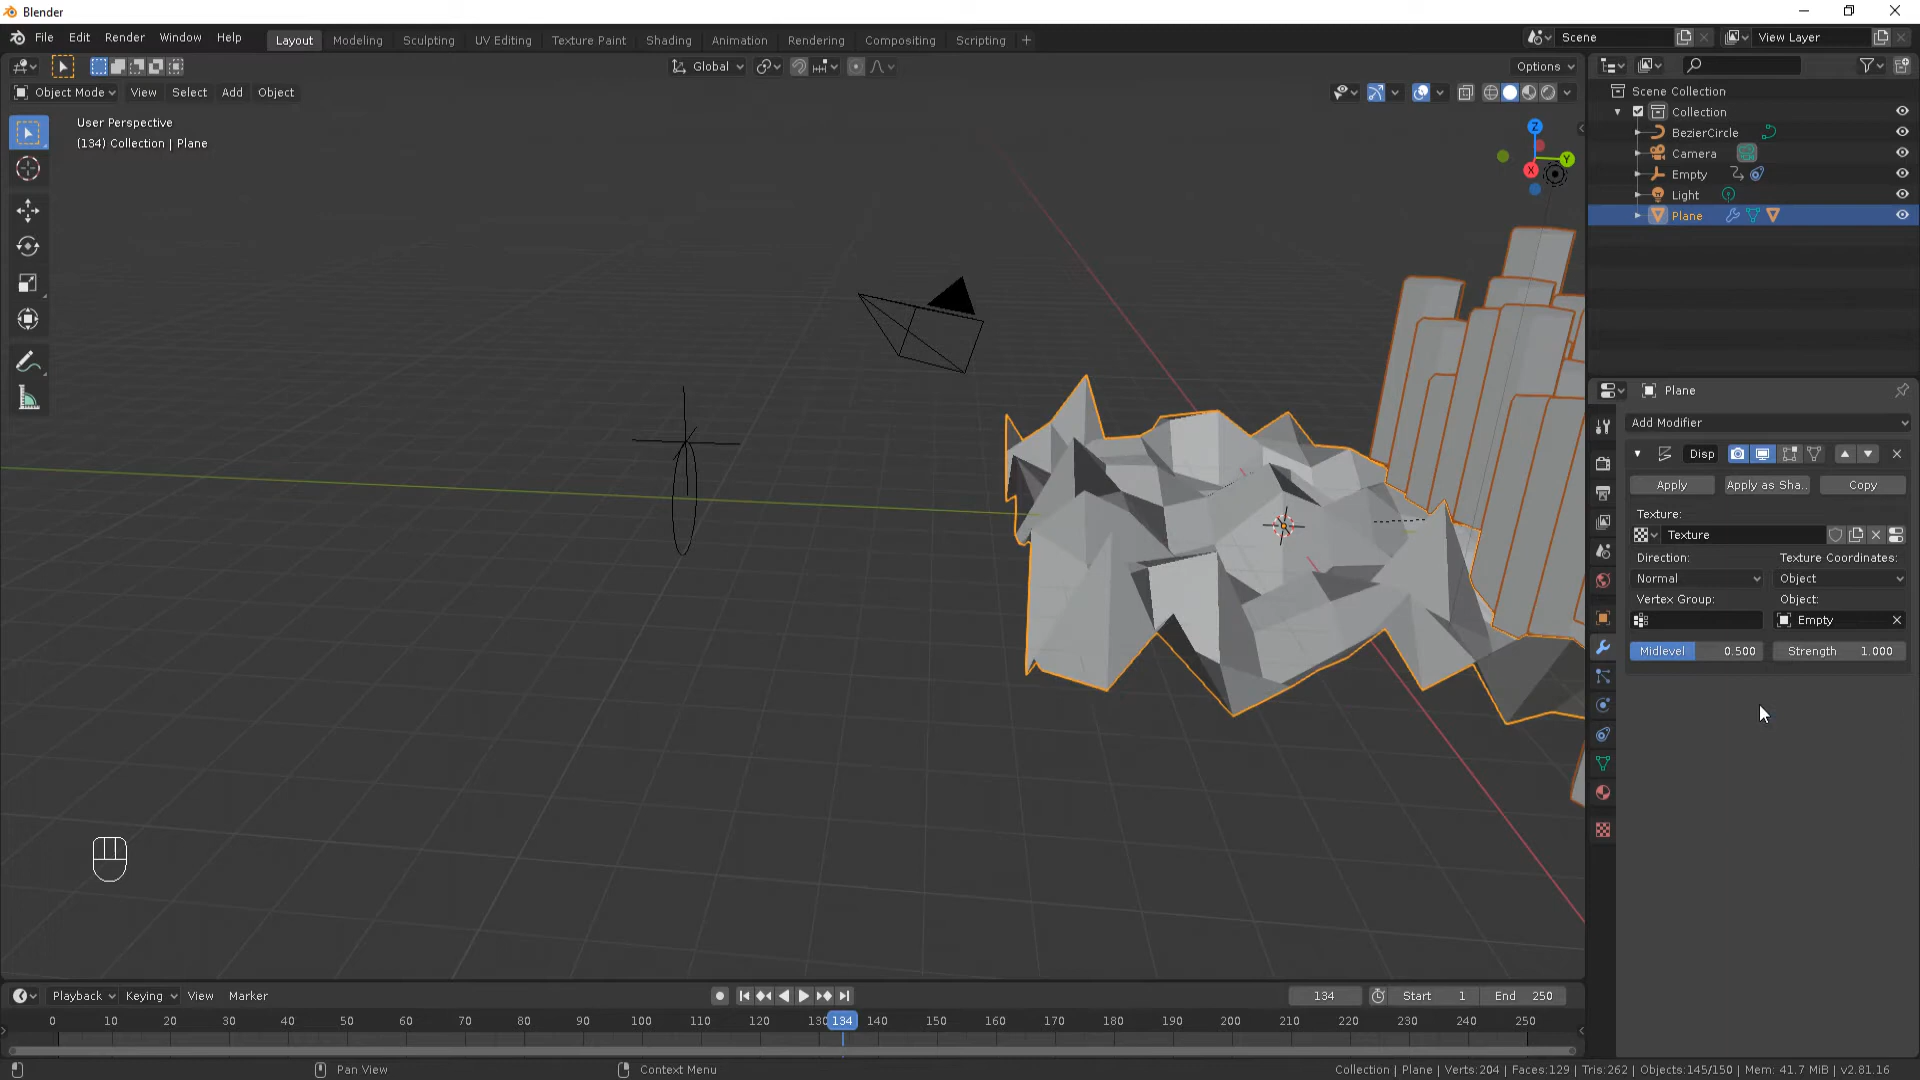 Blender
File Edit Render Window Help Layout Modeling Sculpting UV Editing Texture Paint Shading Animation Rendering Compositing Scripting + Scene View Layer
Global Options
Object Mode View Select Add Object
User Perspective
(134) Collection | Plane
Z
Y
X
Scene Collection
Collection
BezierCircle
Camera
Empty
Light
Plane
Plane
Add Modifier
Disp
Apply Apply as Sha.. Copy
Texture:
Texture
Direction: Texture Coordinates:
Normal Object
Vertex Group: Object:
Empty
Midlevel 0.500 Strength 1.000
Playback Keying View Marker 134 Start 1 End 250
0 10 20 30 40 50 60 70 80 90 100 110 120 130 134 140 150 160 170 180 190 200 210 220 230 240 250
Pan View Context Menu Collection | Plane | Verts:204 | Faces:129 | Tris:262 | Objects:145/150 | Mem: 41.7 MiB | v2.81.16